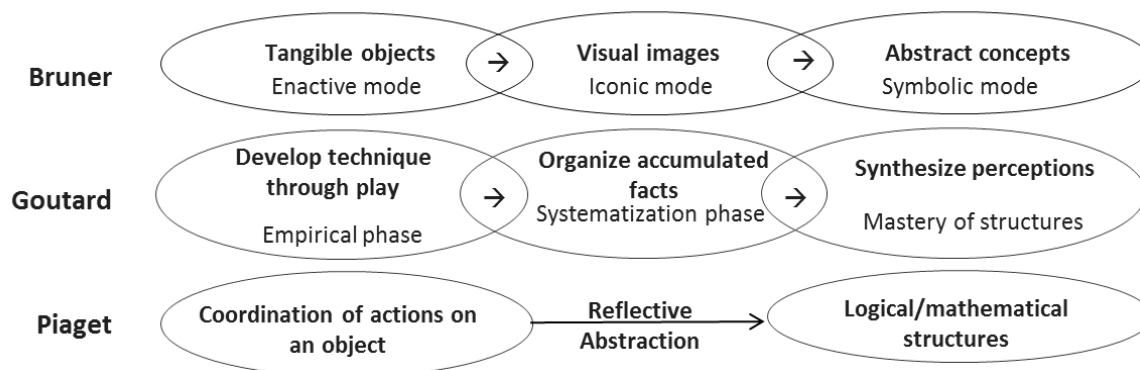 Bruner
Tangible objects
Enactive mode
→
Visual images
Iconic mode
→
Abstract concepts
Symbolic mode
Goutard
Develop technique
through play
Empirical phase
→
Organize accumulated
facts
Systematization phase
→
Synthesize perceptions
Mastery of structures
Piaget
Coordination of actions on
an object
Reflective
Abstraction
Logical/mathematical
structures